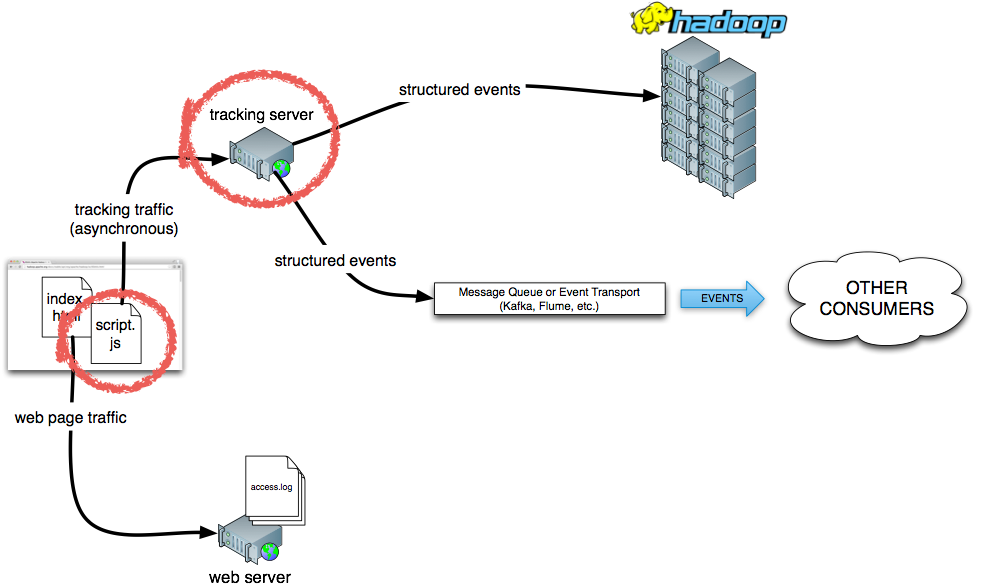 hadoop
structured events
tracking server
tracking traffic
(asynchronous)
structured events
index.
html
script.
js
Message Queue or Event Transport
(Kafka, Flume, etc.)
EVENTS
OTHER
CONSUMERS
web page traffic
access.log
web server